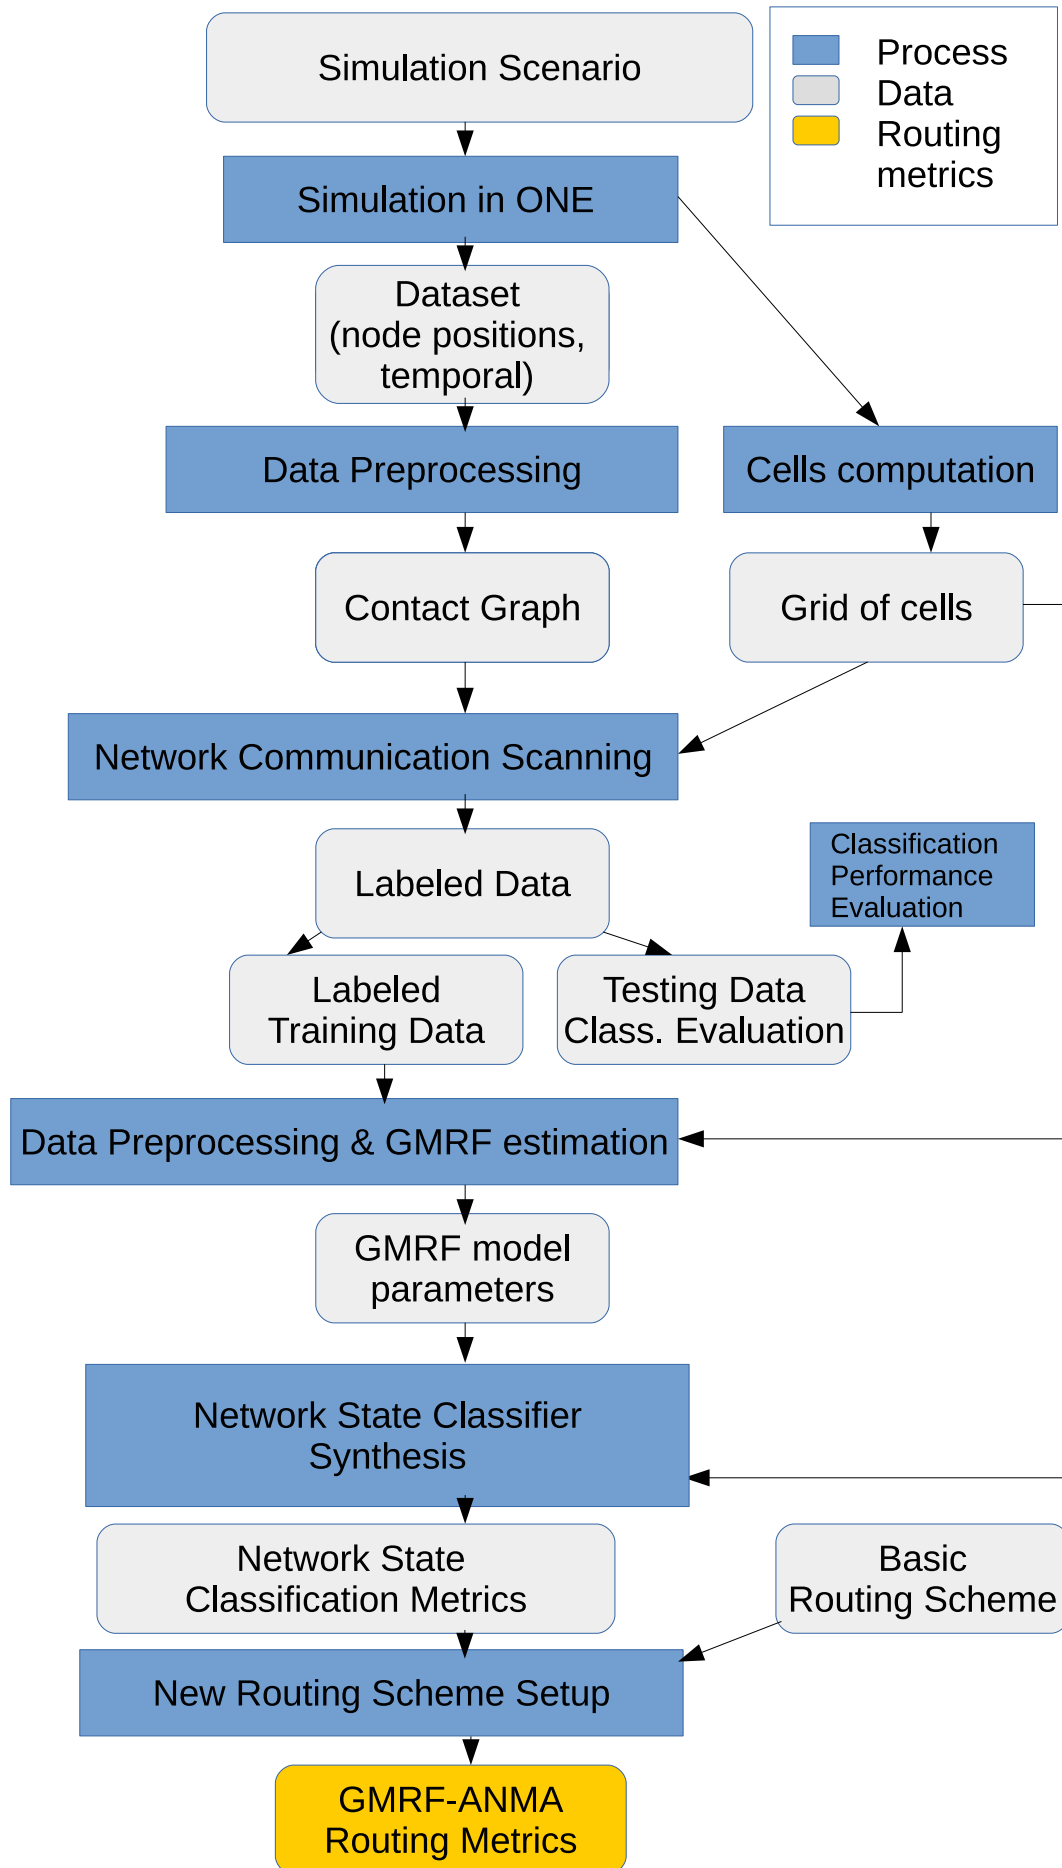 Simulation Scenario
Process
Data
Routing
metrics
Simulation in ONE
Dataset
(node positions,
temporal)
Data Preprocessing
Cells computation
Contact Graph
Grid of cells
Network Communication Scanning
Labeled Data
Classification
Performance
Evaluation
Labeled
Training Data
Testing Data
Class. Evaluation
Data Preprocessing & GMRF estimation
GMRF model
parameters
Network State Classifier
Synthesis
Network State
Classification Metrics
Basic
Routing Scheme
New Routing Scheme Setup
GMRF-ANMA
Routing Metrics